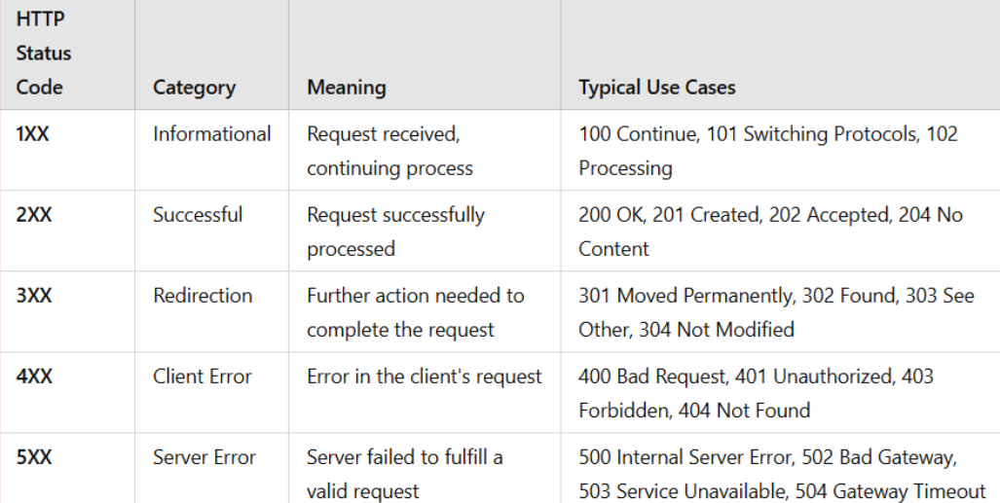 HTTP
Status
Code
Category
Meaning
Typical Use Cases
1XX
Informational
Request received,
continuing process
100 Continue, 101 Switching Protocols, 102
Processing
2XX
Successful
Request successfully
processed
200 OK, 201 Created, 202 Accepted, 204 No
Content
3XX
Redirection
Further action needed to
complete the request
301 Moved Permanently, 302 Found, 303 See
Other, 304 Not Modified
4XX
Client Error
Error in the client's request
400 Bad Request, 401 Unauthorized, 403
Forbidden, 404 Not Found
5XX
Server Error
Server failed to fulfill a
valid request
500 Internal Server Error, 502 Bad Gateway,
503 Service Unavailable, 504 Gateway Timeout